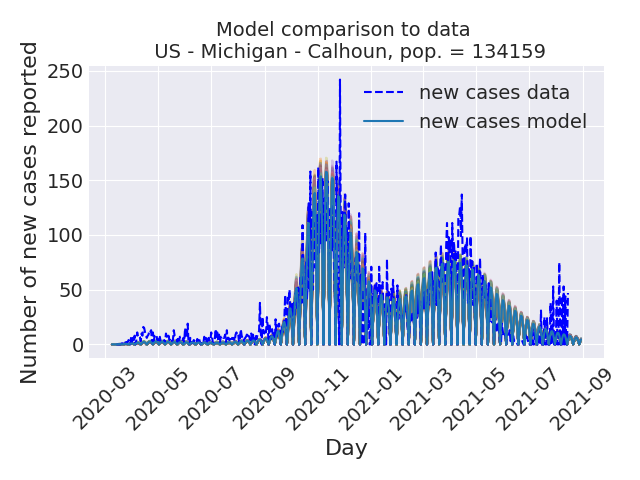 Model comparison to data
US - Michigan - Calhoun, pop. = 134159
Number of new cases reported
250
200
150
100
50
0
new cases data
new cases model
2020-03
2020-05
2020-07
2020-09
2020-11
2021-01
2021-03
2021-05
2021-07
2021-09
Day